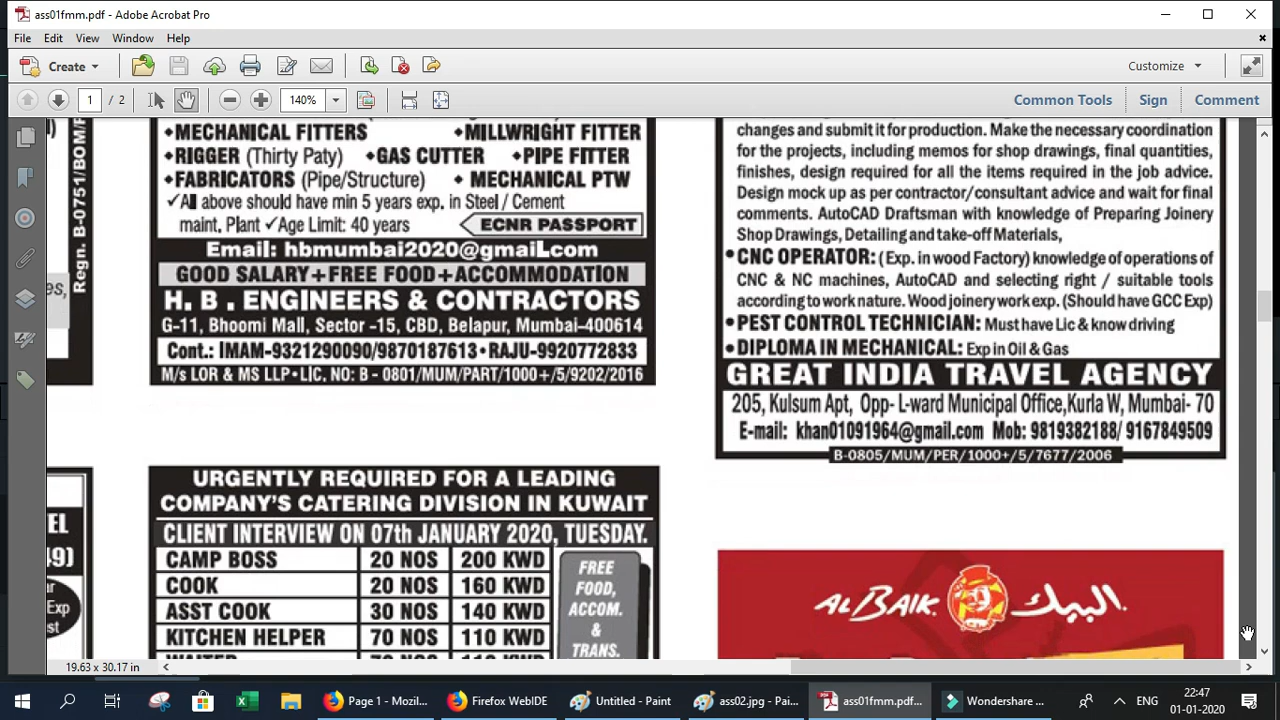 ass01fmm.pdf - Adobe Acrobat Pro
File Edit View Window Help
Create
Customize
1 / 2
140%
Common Tools
Sign
Comment
Regn. B-0751/BOM/
es,
•MECHANICAL FITTERS •MILLWRIGHT FITTER
•RIGGER (Thirty Paty) •GAS CUTTER •PIPE FITTER
•FABRICATORS (Pipe/Structure) • MECHANICAL PTW
✓All above should have min 5 years exp. in Steel / Cement
maint, Plant ✓Age Limit: 40 years
ECNR PASSPORT
Email: hbmumbai2020@gmail.com
GOOD SALARY+FREE FOOD+ACCOMMODATION
H. B . ENGINEERS & CONTRACTORS
G-11, Bhoomi Mall, Sector -15, CBD, Belapur, Mumbai-400614
Cont.: IMAM-9321290090/9870187613•RAJU-9920772833
M/s LOR & MS LLP•LIC. NO: B - 0801/MUM/PART/1000+/5/9202/2016
changes and submit it for production. Make the necessary coordination
for the projects, including memos for shop drawings, final quantities,
finishes, design required for all the items required in the job advice.
Design mock up as per contractor/consultant advice and wait for final
comments. AutoCAD Draftsman with knowledge of Preparing Joinery
Shop Drawings, Detailing and take-off Materials,
•CNC OPERATOR: ( Exp. in wood Factory) knowledge of operations of
CNC & NC machines, AutoCAD and selecting right / suitable tools
according to work nature. Wood joinery work exp. (Should have GCC Exp)
•PEST CONTROL TECHNICIAN: Must have Lic & know driving
•DIPLOMA IN MECHANICAL: Exp in Oil & Gas
GREAT INDIA TRAVEL AGENCY
205, Kulsum Apt, Opp- L-ward Municipal Office,Kurla W, Mumbai- 70
E-mail: khan01091964@gmail.com Mob: 9819382188/ 9167849509
B-0805/MUM/PER/1000+/5/7677/2006
EL
49)
Exp
st
URGENTLY REQUIRED FOR A LEADING
COMPANY'S CATERING DIVISION IN KUWAIT
CLIENT INTERVIEW ON 07th JANUARY 2020, TUESDAY.
CAMP BOSS 20 NOS 200 KWD
COOK 20 NOS 160 KWD
ASST COOK 30 NOS 140 KWD
KITCHEN HELPER 70 NOS 110 KWD
WAITER 70 NOS 110 KWD
FREE
FOOD,
ACCOM.
&
TRANS.
ALBAIK. البيك.
19.63 x 30.17 in
Page 1 - Mozil...
Firefox WebIDE
Untitled - Paint
ass02.jpg - Pai...
ass01fmm.pdf...
Wondershare ...
ENG
22:47
01-01-2020